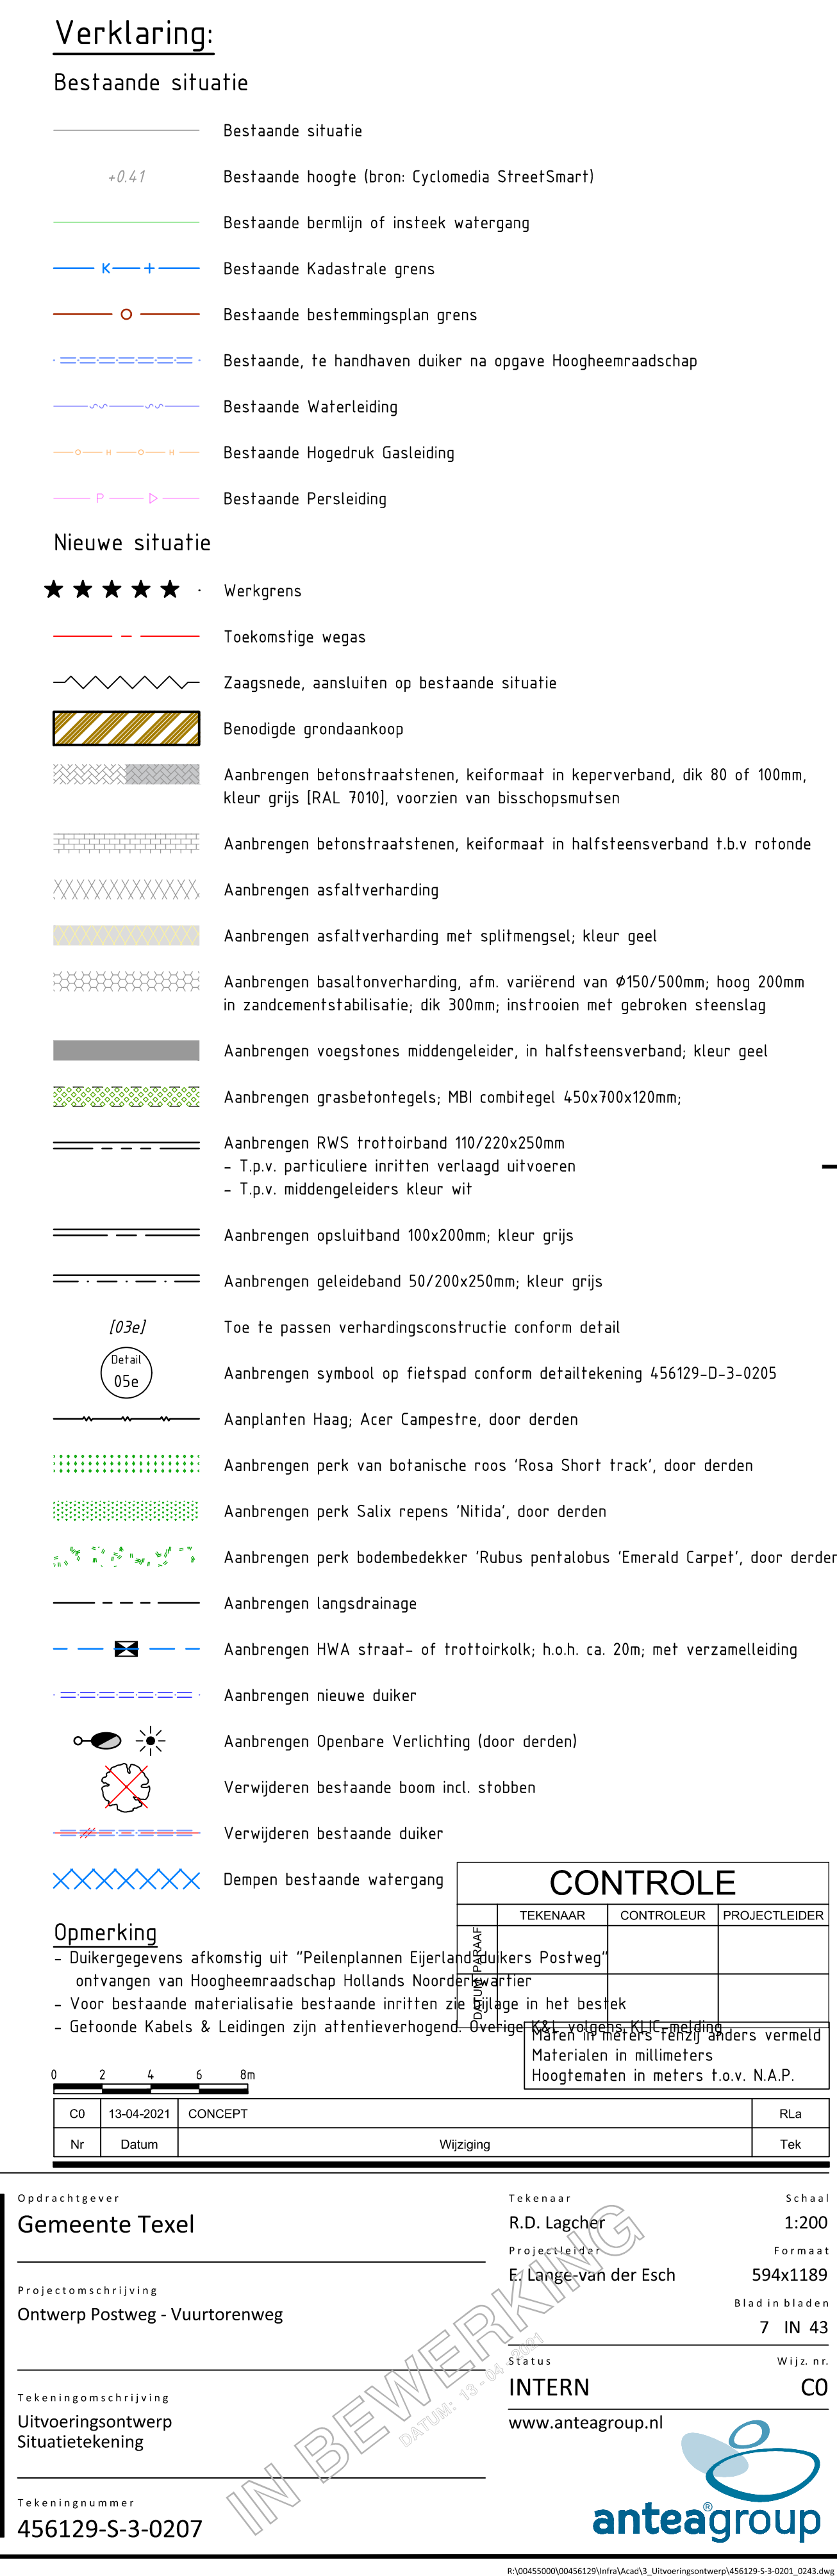 Verklaring:
Bestaande situatie
Bestaande situatie
+0.41 Bestaande hoogte (bron: Cyclomedia StreetSmart)
Bestaande bermlijn of insteek watergang
K + Bestaande Kadastrale grens
Bestaande bestemmingsplan grens
Bestaande, te handhaven duiker na opgave Hoogheemraadschap
Bestaande Waterleiding
O H O H Bestaande Hogedruk Gasleiding
P Bestaande Persleiding
Nieuwe situatie
Werkgrens
Toekomstige wegas
Zaagsnede, aansluiten op bestaande situatie
Benodigde grondaankoop
Aanbrengen betonstraatstenen, keiformaat in keperverband, dik 80 of 100mm,
kleur grijs [RAL 7010], voorzien van bisschopsmutsen
Aanbrengen betonstraatstenen, keiformaat in halfsteensverband t.b.v rotonde
Aanbrengen asfaltverharding
Aanbrengen asfaltverharding met splitmengsel; kleur geel
Aanbrengen basaltonverharding, afm. variërend van Ø150/500mm; hoog 200mm
in zandcementstabilisatie; dik 300mm; instrooien met gebroken steenslag
Aanbrengen voegstones middengeleider, in halfsteensverband; kleur geel
Aanbrengen grasbetontegels; MBI combitegel 450x700x120mm;
Aanbrengen RWS trottoirband 110/220x250mm
- T.p.v. particuliere inritten verlaagd uitvoeren
- T.p.v. middengeleiders kleur wit
Aanbrengen opsluitband 100x200mm; kleur grijs
Aanbrengen geleideband 50/200x250mm; kleur grijs
[03e] Toe te passen verhardingsconstructie conform detail
Detail
05e Aanbrengen symbool op fietspad conform detailtekening 456129-D-3-0205
Aanplanten Haag; Acer Campestre, door derden
Aanbrengen perk van botanische roos 'Rosa Short track', door derden
Aanbrengen perk Salix repens 'Nitida', door derden
Aanbrengen perk bodembedekker 'Rubus pentalobus 'Emerald Carpet', door derden
Aanbrengen langsdrainage
Aanbrengen HWA straat- of trottoirkolk; h.o.h. ca. 20m; met verzamelleiding
Aanbrengen nieuwe duiker
Aanbrengen Openbare Verlichting (door derden)
Verwijderen bestaande boom incl. stobben
Verwijderen bestaande duiker
Dempen bestaande watergang
CONTROLE
TEKENAAR CONTROLEUR PROJECTLEIDER
PARAAF
DATUM
Opmerking
- Duikergegevens afkomstig uit "Peilenplannen Eijerland duikers Postweg"
ontvangen van Hoogheemraadschap Hollands Noorderkwartier
- Voor bestaande materialisatie bestaande inritten zie bijlage in het bestek
- Getoonde Kabels & Leidingen zijn attentieverhogend. Overige K&L volgens KLIC-melding
Maten in meters tenzij anders vermeld
Materialen in millimeters
Hoogtematen in meters t.o.v. N.A.P.
0 2 4 6 8m
C0 13-04-2021 CONCEPT RLa
Nr Datum Wijziging Tek
Opdrachtgever
Gemeente Texel
Projectomschrijving
Ontwerp Postweg - Vuurtorenweg
Tekeningomschrijving
Uitvoeringsontwerp
Situatietekening
Tekeningnummer
456129-S-3-0207
Tekenaar Schaal
R.D. Lagcher 1:200
Projectleider Formaat
E. Lange-van der Esch 594x1189
Blad in bladen
7 IN 43
Status Wijz. nr.
INTERN C0
www.anteagroup.nl
IN BEWERKING
DATUM: 13 - 04 - 2021
anteagroup®
R:\00455000\00456129\Infra\Acad\3_Uitvoeringsontwerp\456129-S-3-0201_0243.dwg